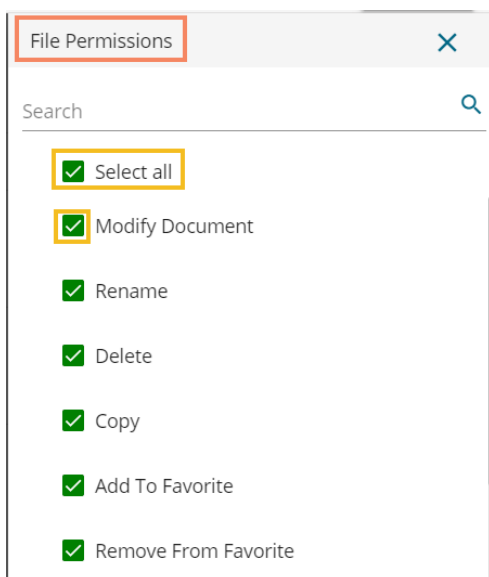 File Permissions
Search
Select all
Modify Document
Rename
Delete
Copy
Add To Favorite
Remove From Favorite